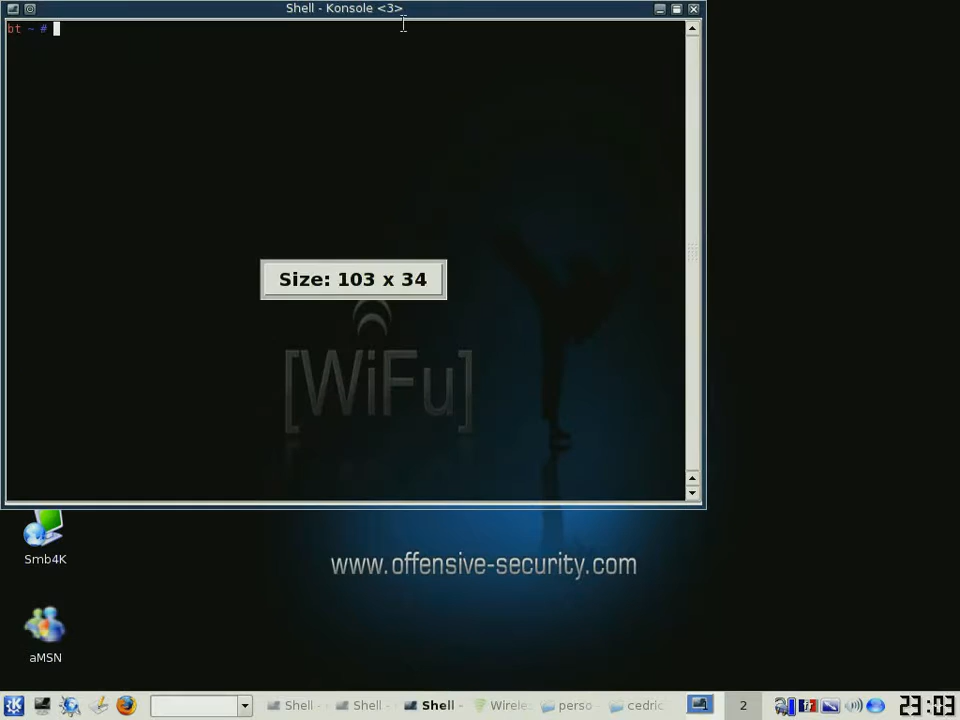 Shell - Konsole <3>
bt ~ #
Size: 103 x 34
[WiFu]
www.offensive-security.com
Smb4K
aMSN
Shell -
Shell -
Shell -
Wirele
perso
cedric
2
23:03